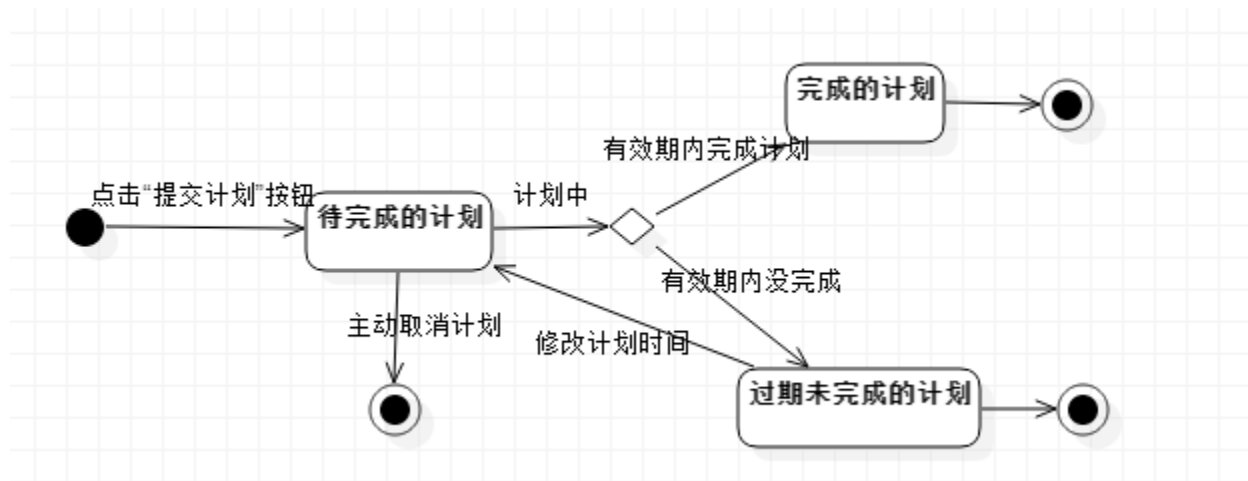 完成的计划
有效期内完成计划
点击“提交计划”按钮
待完成的计划
计划中
有效期内没完成
主动取消计划
修改计划时间
过期未完成的计划